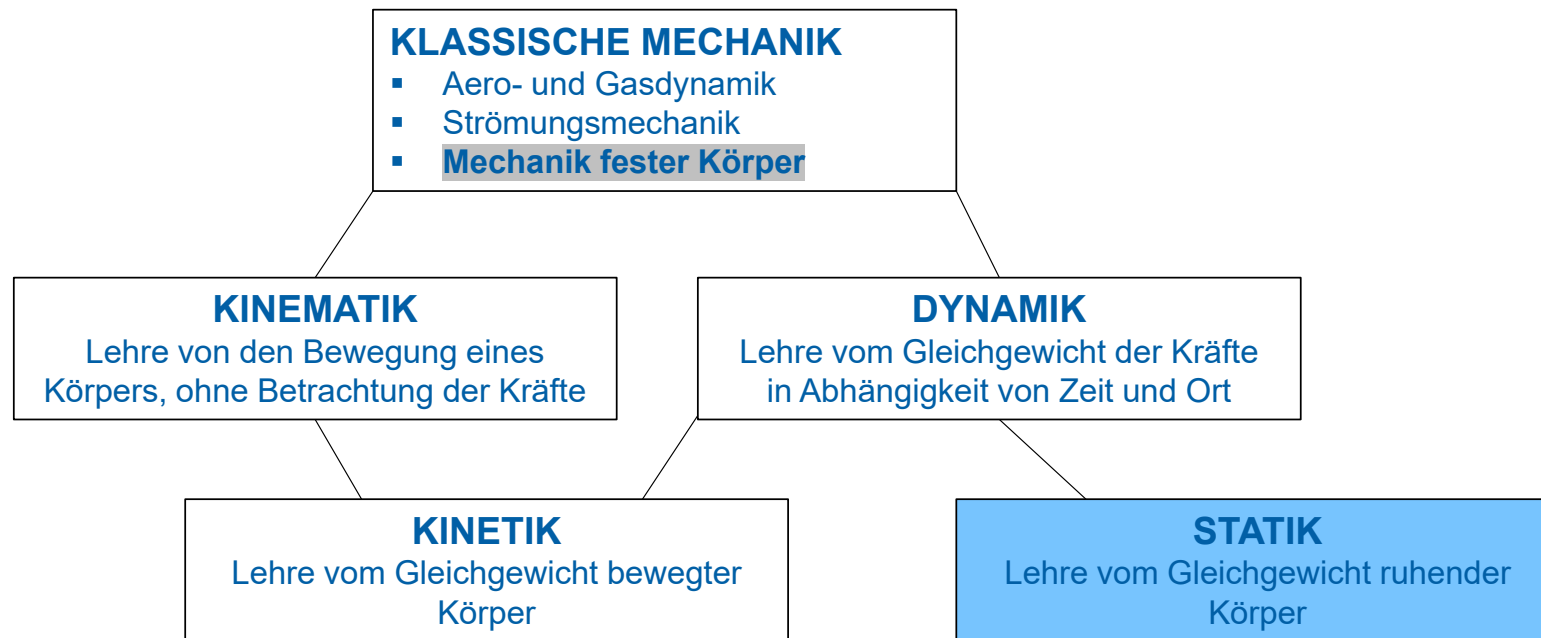 KLASSISCHE MECHANIK
▪ Aero- und Gasdynamik
▪ Strömungsmechanik
▪ Mechanik fester Körper
KINEMATIK
Lehre von den Bewegung eines
Körpers, ohne Betrachtung der Kräfte
DYNAMIK
Lehre vom Gleichgewicht der Kräfte
in Abhängigkeit von Zeit und Ort
KINETIK
Lehre vom Gleichgewicht bewegter
Körper
STATIK
Lehre vom Gleichgewicht ruhender
Körper